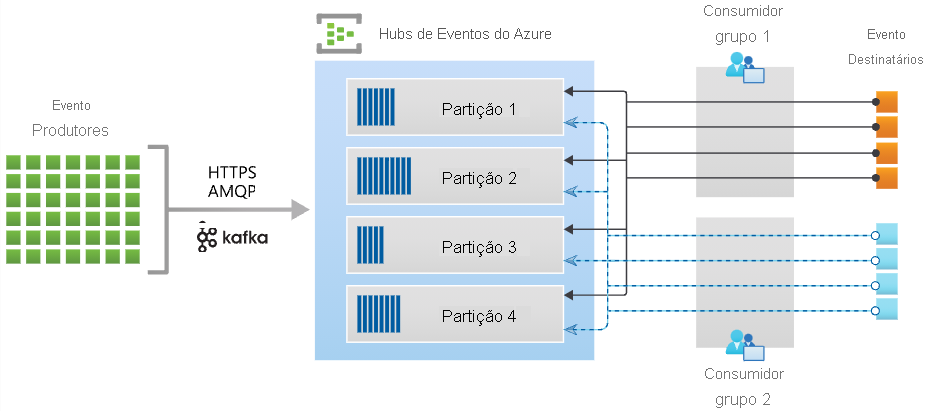 Hubs de Eventos do Azure
Consumidor
grupo 1
Evento
Destinatários
Evento
Produtores
HTTPS
AMQP
kafka
Partição 1
Partição 2
Partição 3
Partição 4
Consumidor
grupo 2